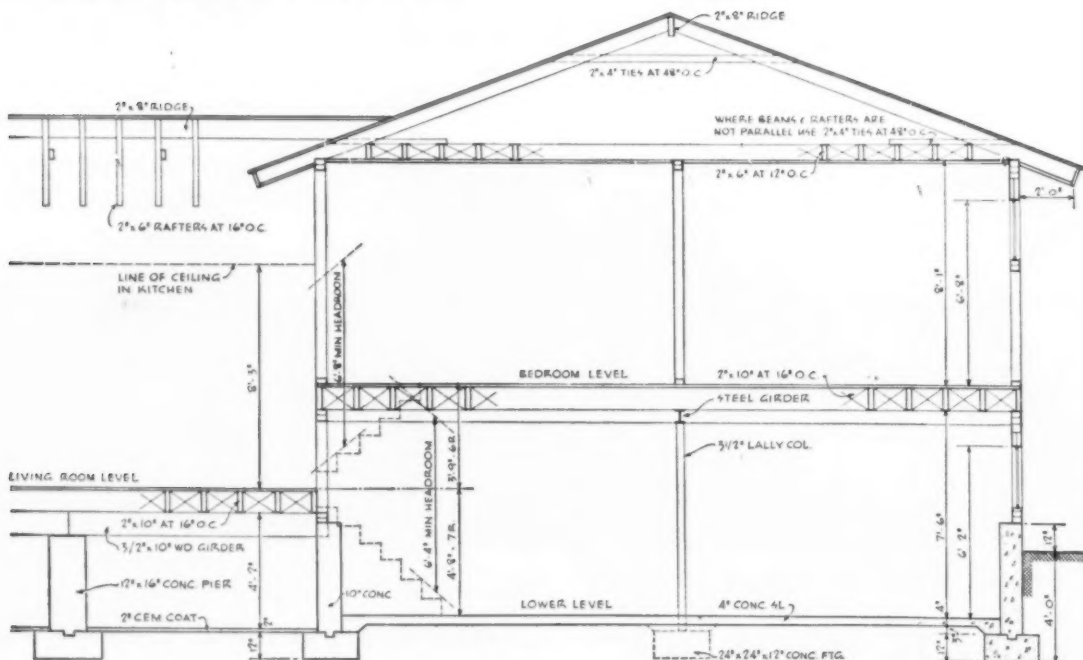 2"x 8" RIDGE
2"x 4" TIES AT 48" O.C.
2"x 8" RIDGE
WHERE BEAMS & RAFTERS ARE
NOT PARALLEL USE 2"x 4" TIES AT 48" O.C.
2"x 6" AT 12" O.C.
2'-0"
2"x 6" RAFTERS AT 16" O.C.
LINE OF CEILING
IN KITCHEN
8'-3"
6'-8" MIN HEADROOM
8'-1"
6'-8"
BEDROOM LEVEL
2"x 10" AT 16" O.C.
STEEL GIRDER
3 1/2" LALLY COL.
LIVING ROOM LEVEL
3'-9" - 6R
2"x 10" AT 16" O.C.
3/2"x 10" WD GIRDER
6'-4" MIN HEADROOM
4'-8" - 7R
7'-6"
6'-2"
12"
4'-2"
12"x 16" CONC. PIER
10" CONC
2" CEM COAT
2"
LOWER LEVEL
4" CONC SL
4"
4'-0"
12"
12"
3"
24"x 24"x 12" CONC FTG.